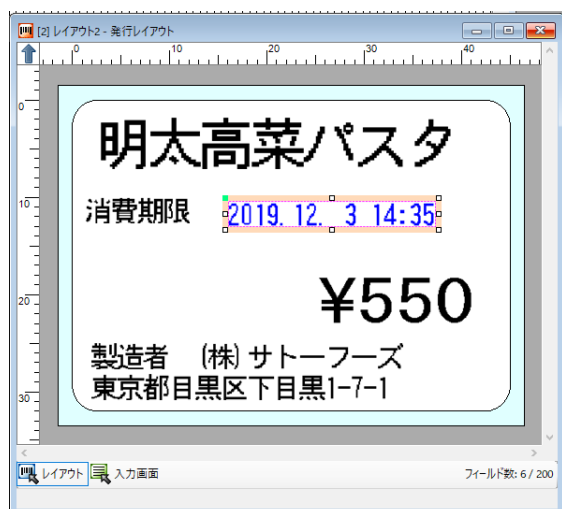 [2] レイアウト2 - 発行レイアウト
0 10 20 30 40
0
10
20
30
明太高菜パスタ
消費期限 2019. 12. 3 14:35
¥550
製造者 (株) サトーフーズ
東京都目黒区下目黒1-7-1
レイアウト 入力画面 フィールド数: 6 / 200